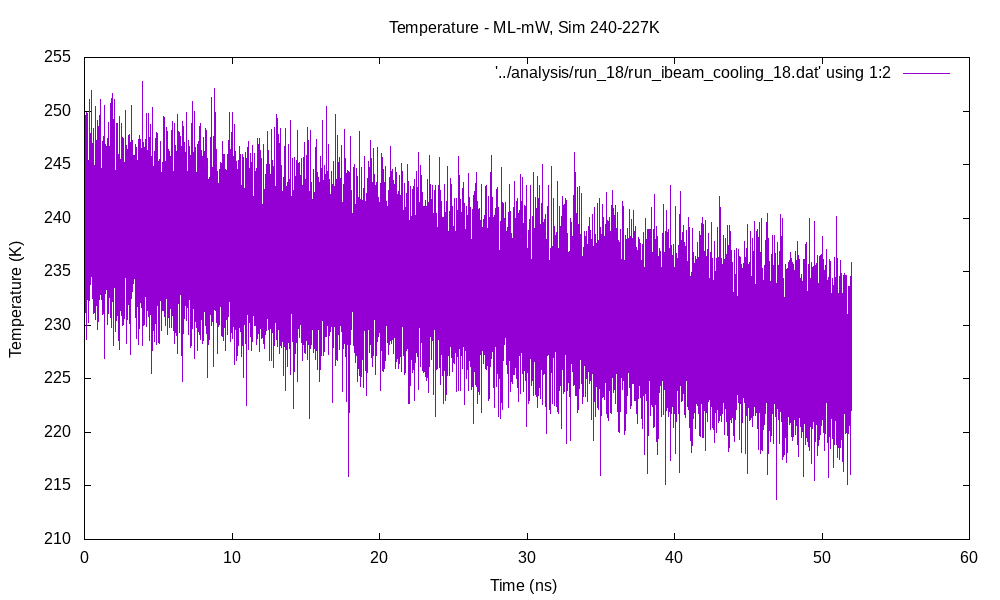 Temperature - ML-mW, Sim 240-227K
'../analysis/run_18/run_ibeam_cooling_18.dat' using 1:2
255
250
245
240
235
230
225
220
215
210
Temperature (K)
0 10 20 30 40 50 60
Time (ns)